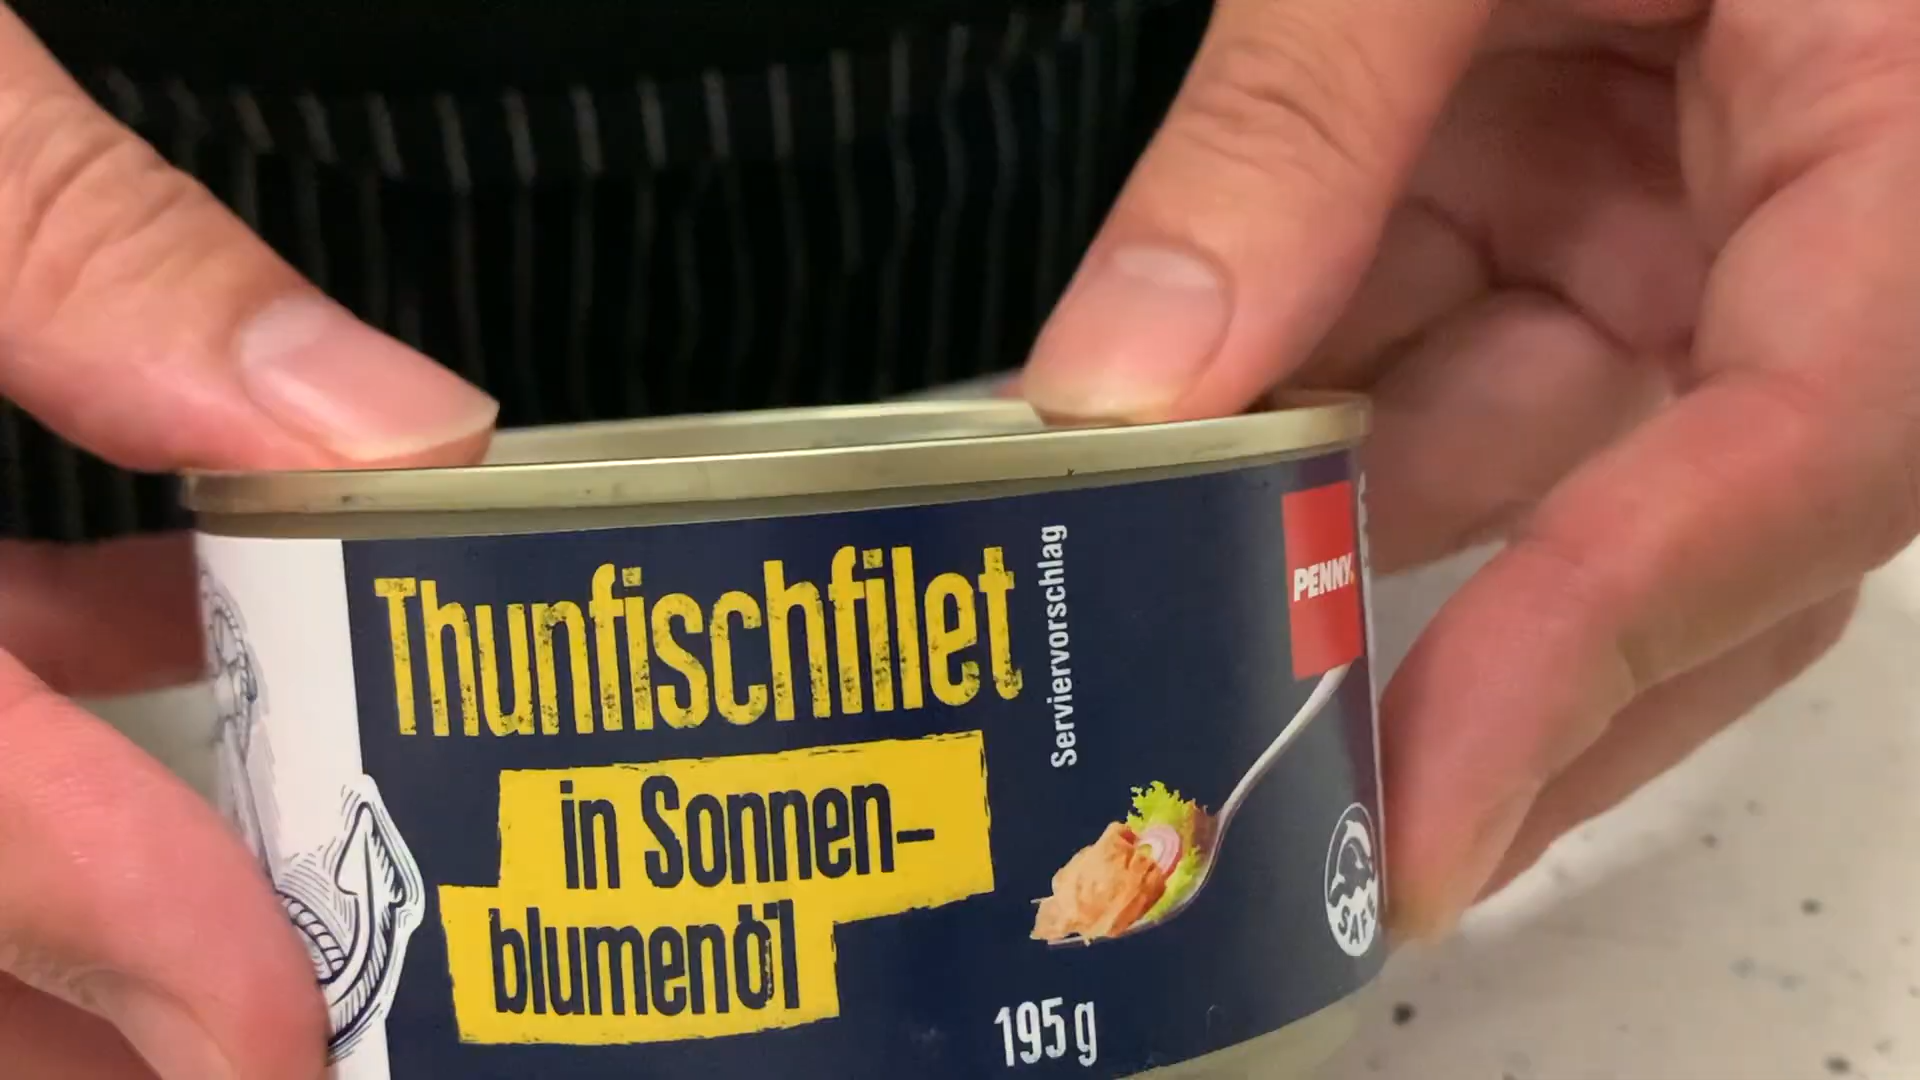 Thunfischfilet
in Sonnen-
blumenöl
Serviervorschlag
PENNY.
195 g